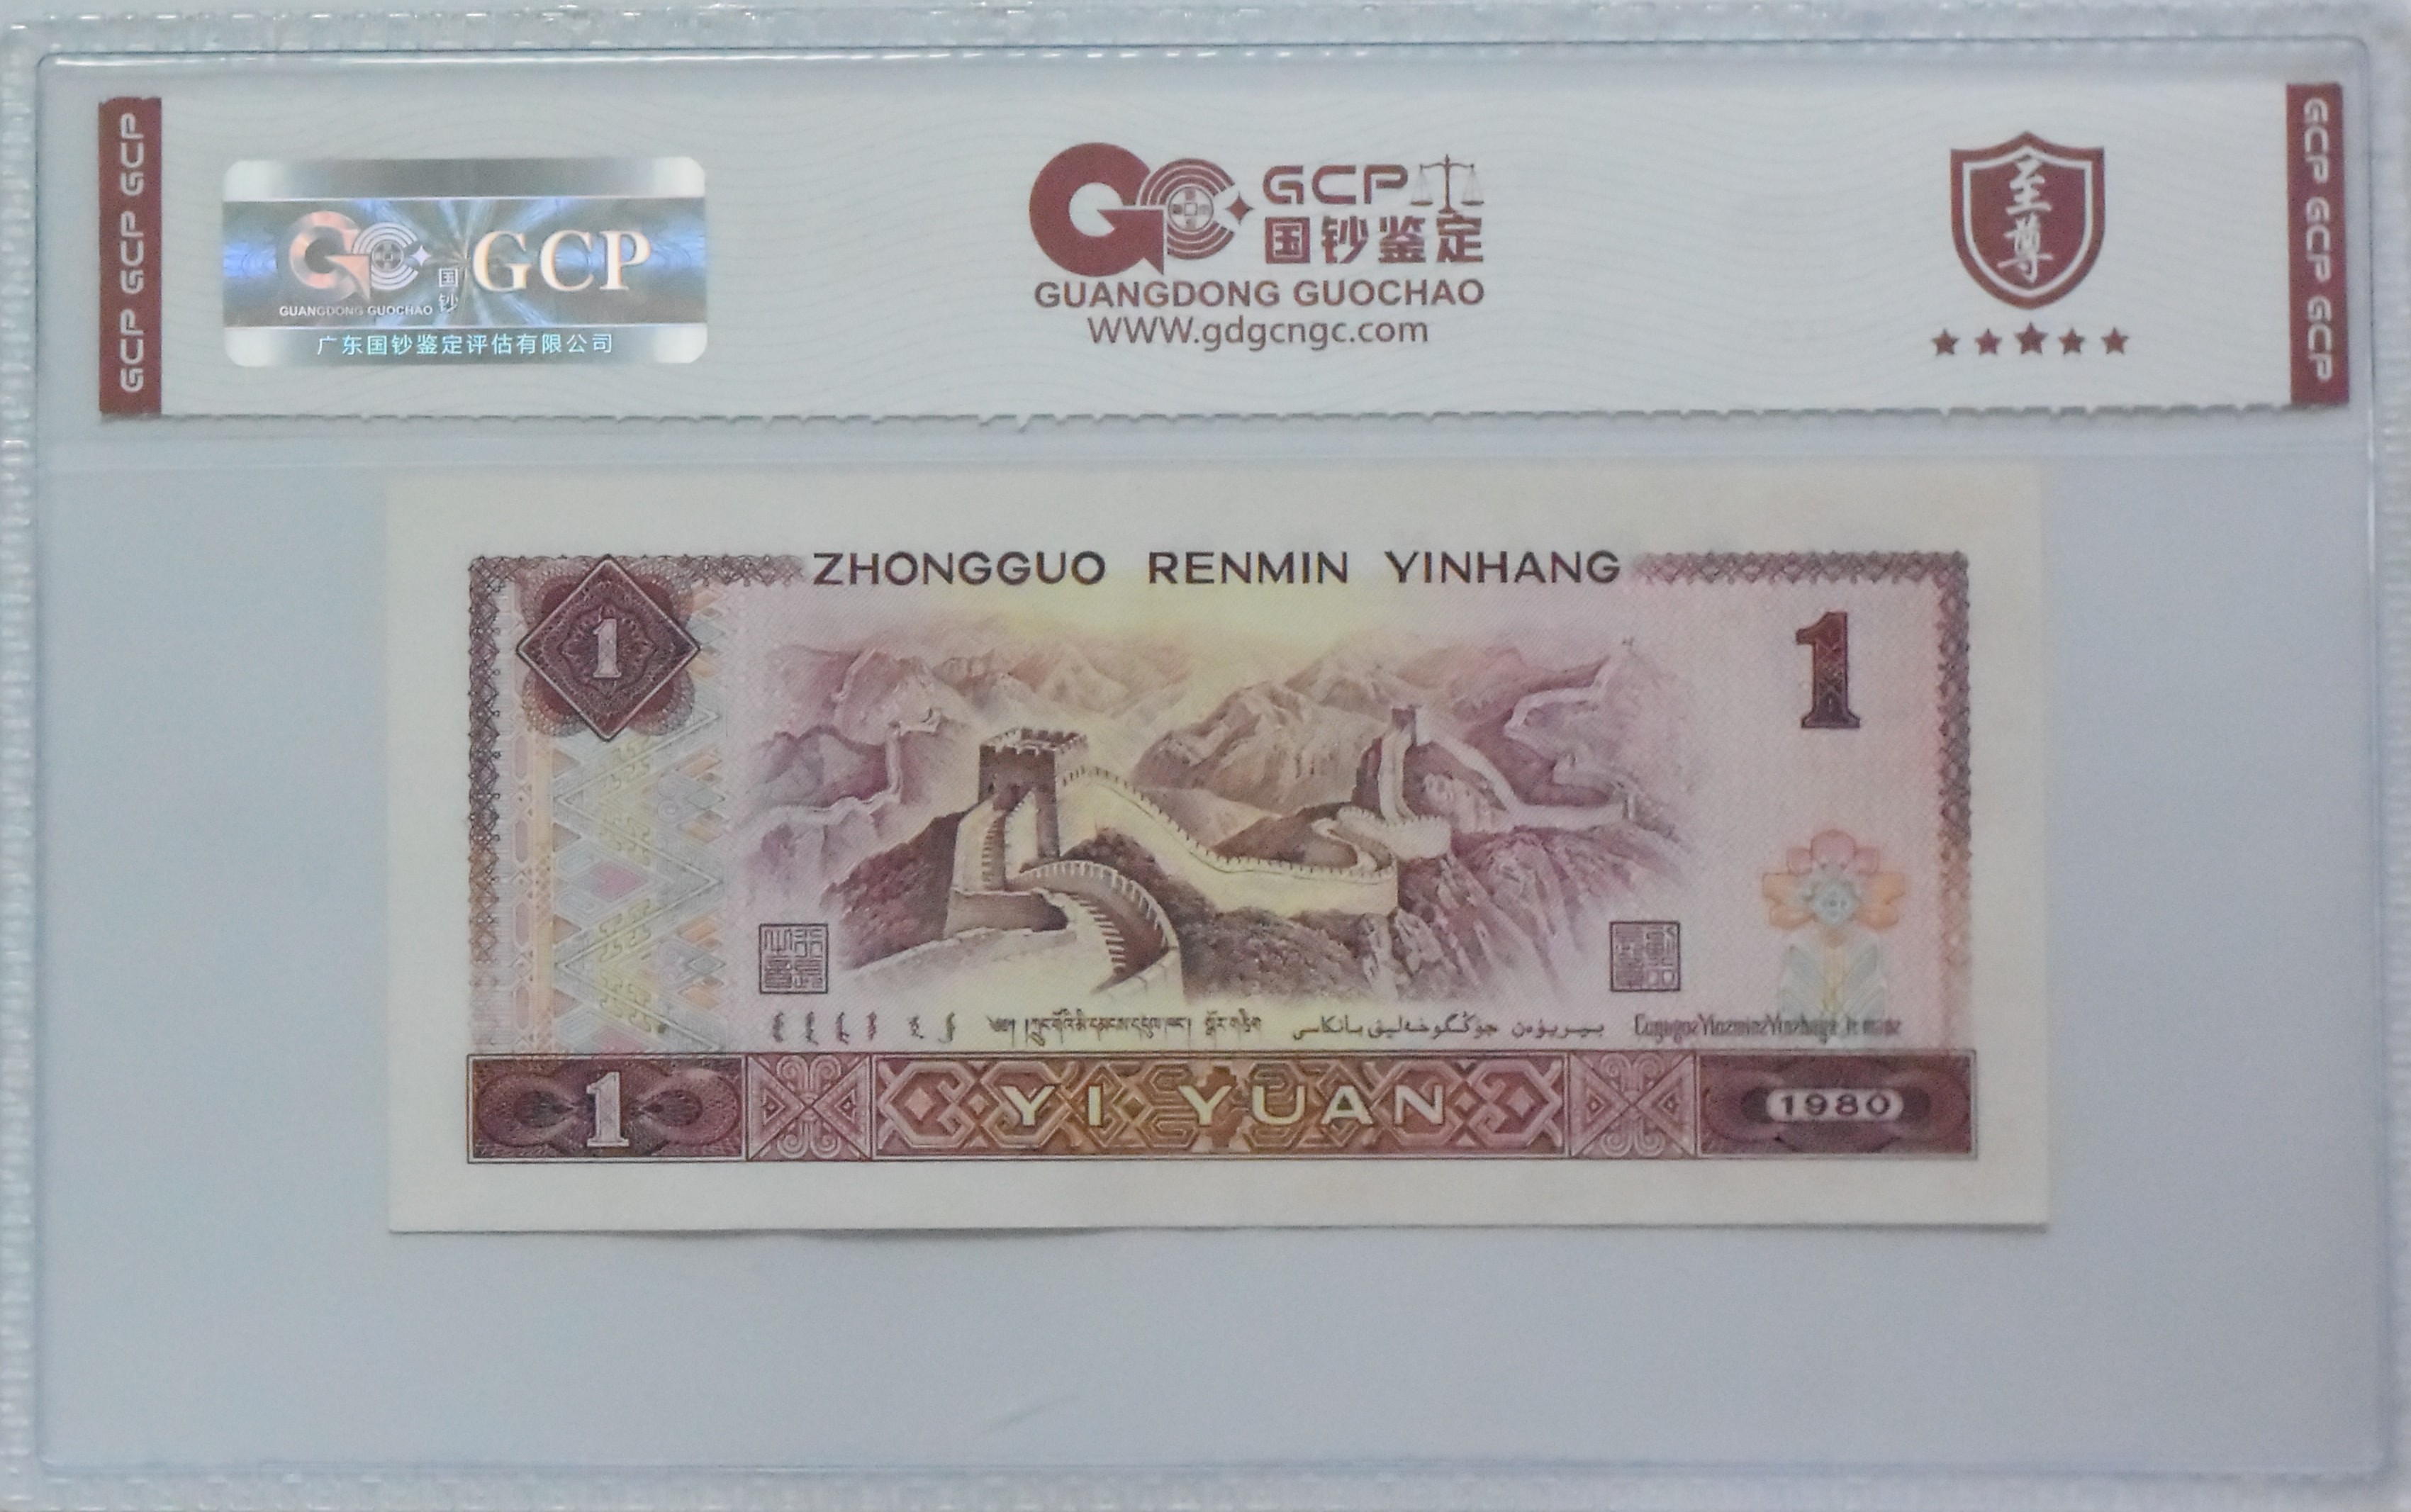 GCP GCP GCP
GCP
国钞
GUANGDONG GUOCHAO
广东国钞鉴定评估有限公司
GCP
国钞鉴定
GUANGDONG GUOCHAO
WWW.gdgcngc.com
至尊
GCP GCP GCP
ZHONGGUO RENMIN YINHANG
1
1
1
YI YUAN
1980